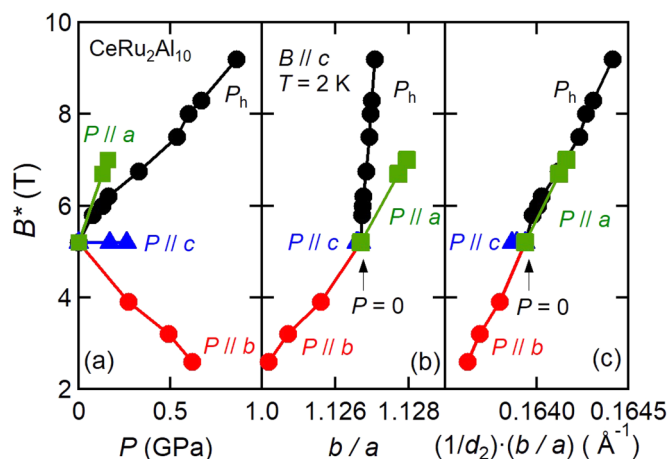 CeRu₂Al₁₀
B // c
T = 2 K
10
8
6
4
2
B* (T)
Pₕ
P // a
P // c
P // b
(a)
Pₕ
P // a
P // c
P = 0
P // b
(b)
Pₕ
P // a
P // c
P = 0
P // b
(c)
0
0.5
1.0
1.126
1.128
0.1640
0.1645
P (GPa)
b / a
(1/d₂)·(b / a) ( Å⁻¹)